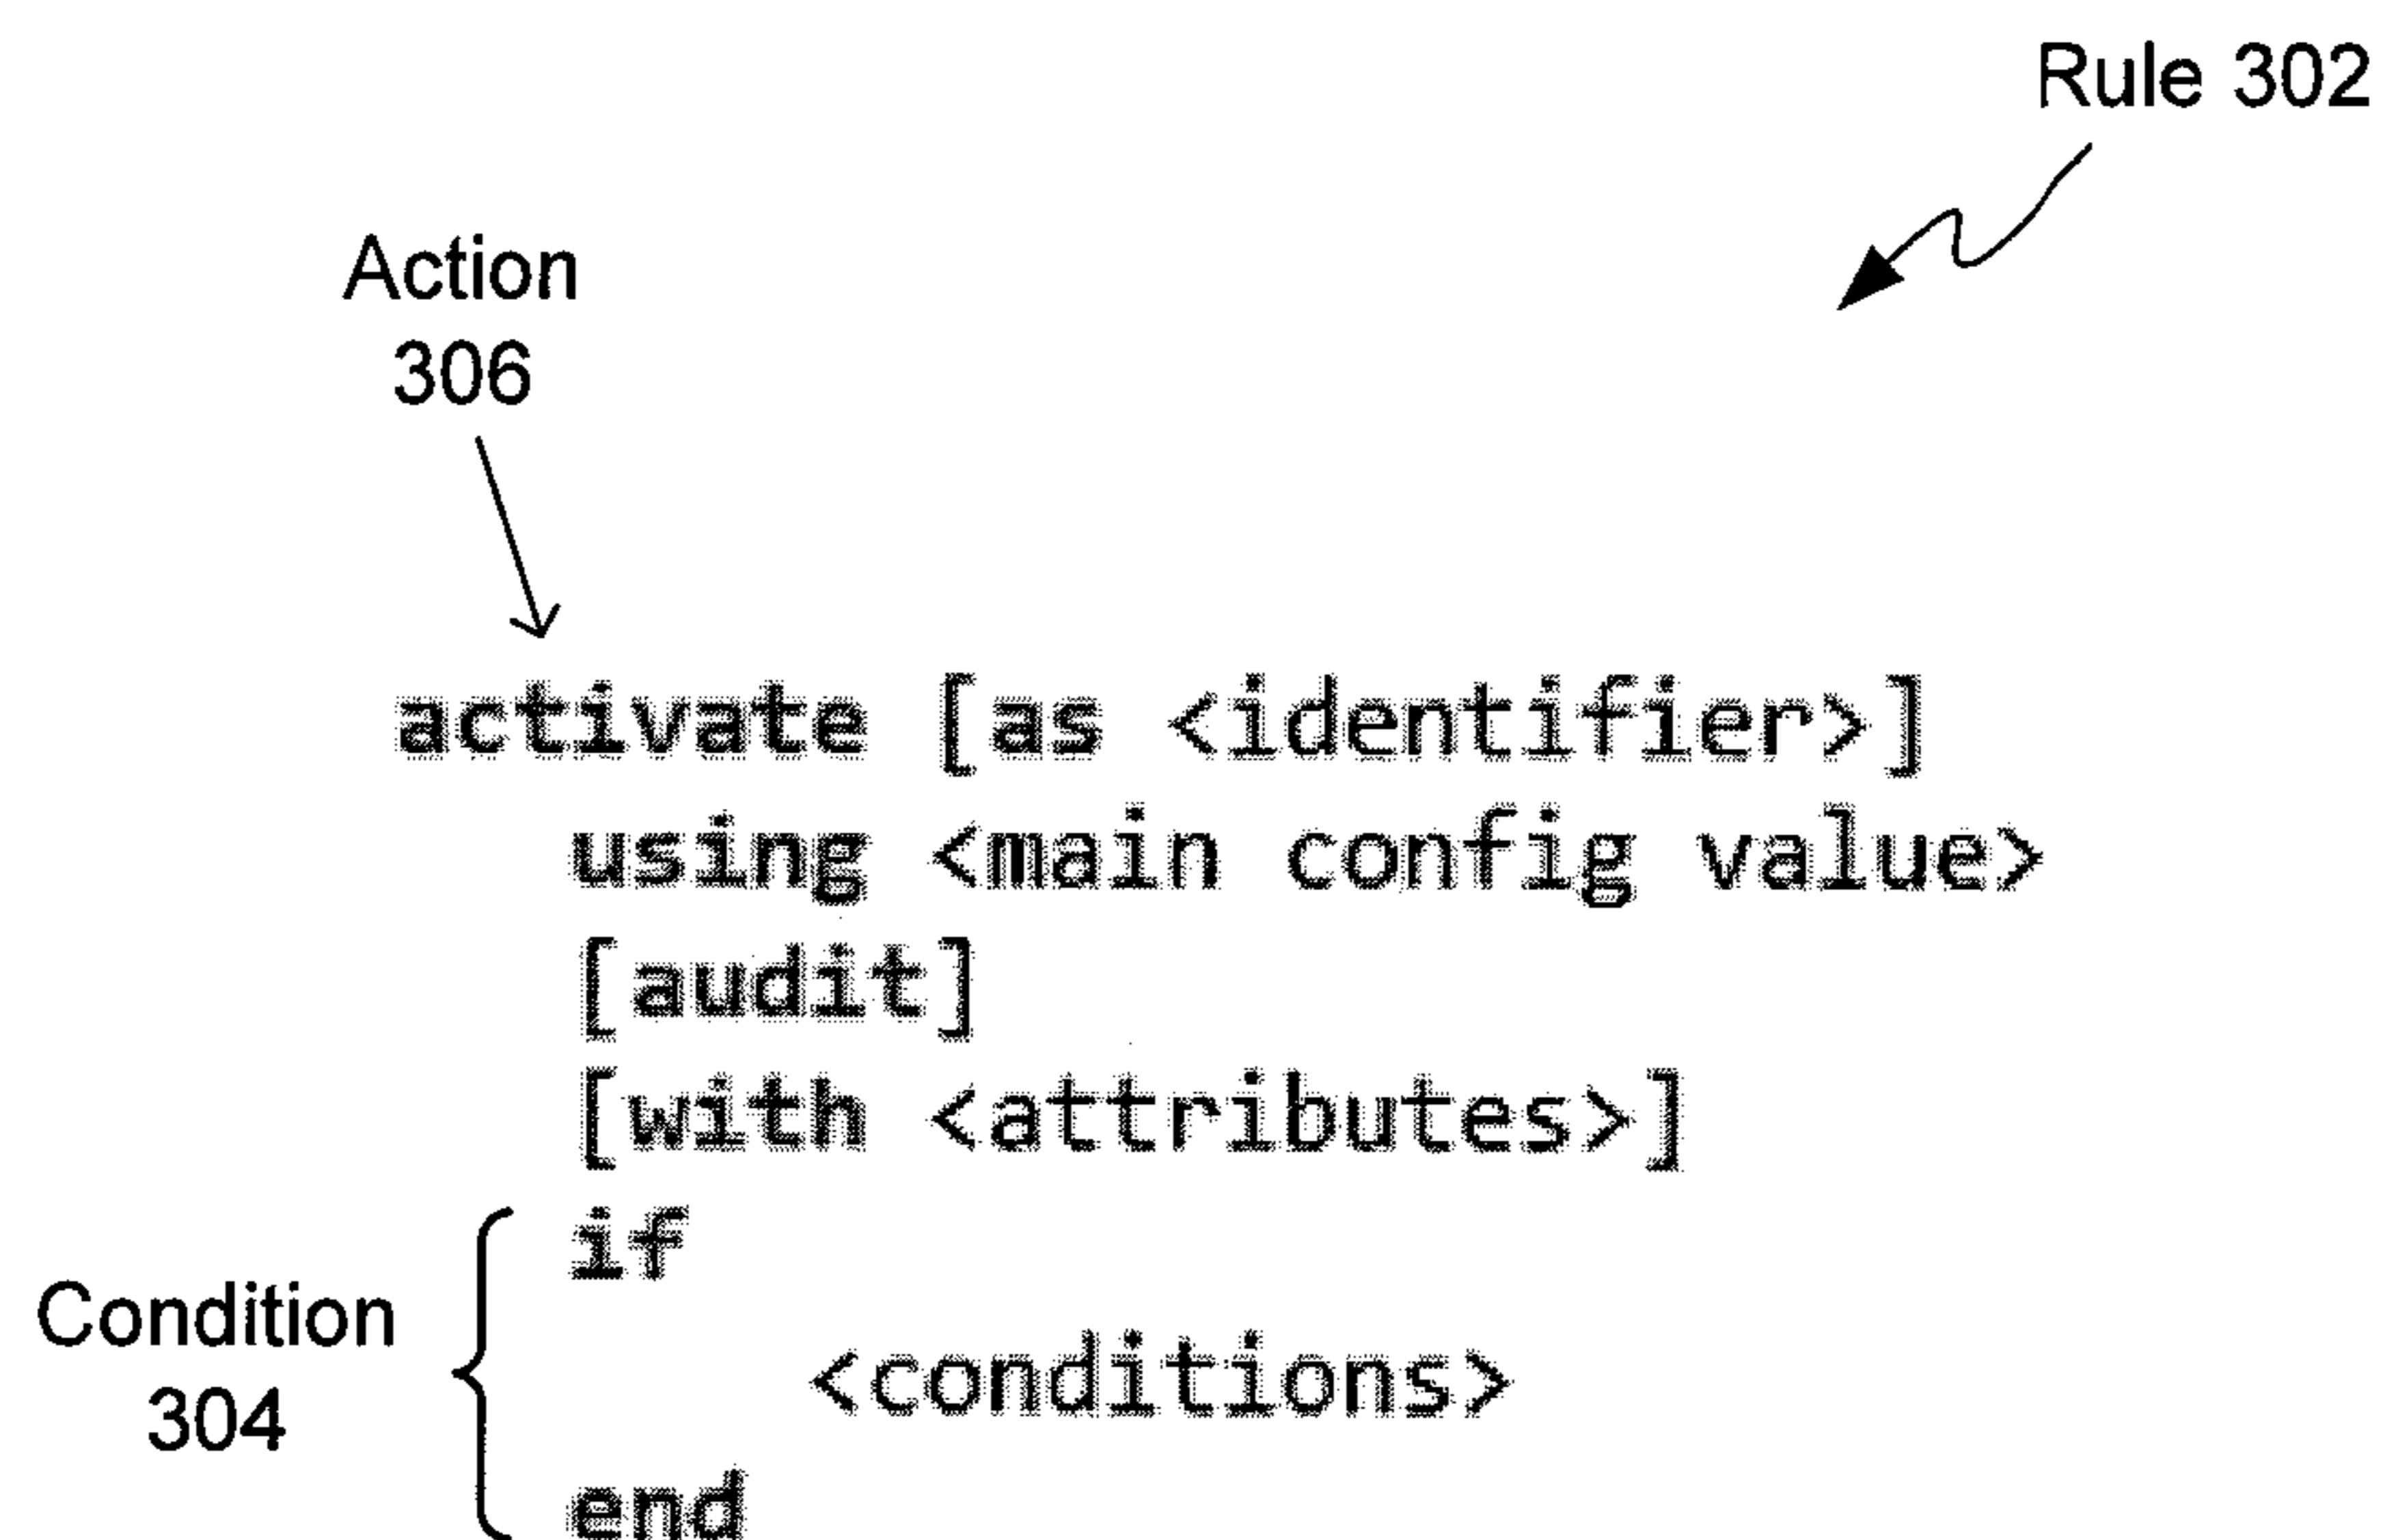 Rule 302
Action
306
activate [as <identifier>]
using <main config value>
[audit]
[with <attributes>]
if
Condition
304
<conditions>
end